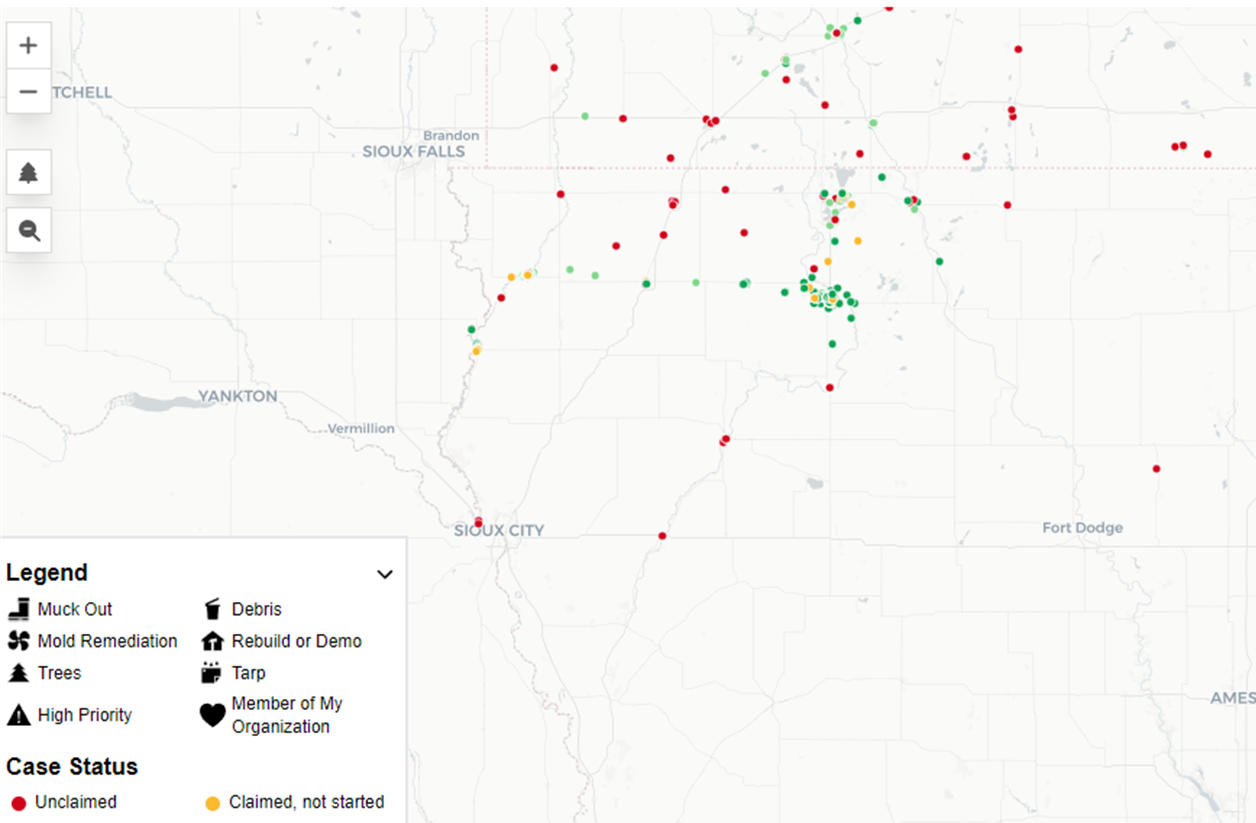 TCHELL
Brandon
SIOUX FALLS
YANKTON
Vermillion
SIOUX CITY
Fort Dodge
AMES
Legend
Muck Out
Debris
Mold Remediation
Rebuild or Demo
Trees
Tarp
High Priority
Member of My
Organization
Case Status
Unclaimed
Claimed, not started